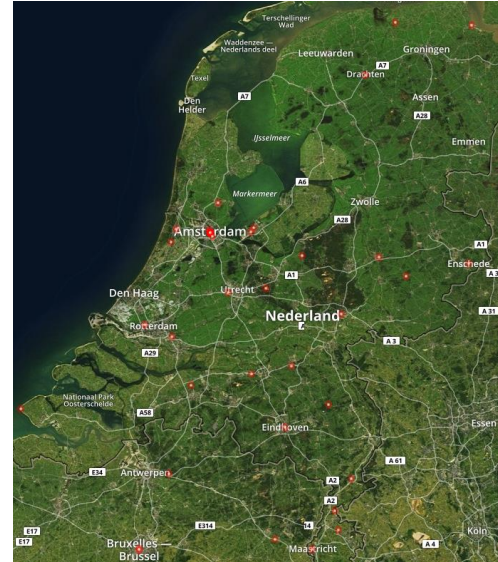 Terschellinger
Wad
Waddenzee —
Nederlands deel
Leeuwarden
Groningen
A7
Texel
Drachten
A7
Den
Helder
Assen
A28
IJsselmeer
Emmen
A6
Markermeer
Zwolle
A28
Amsterdam
A1
Enschede
A1
A 3
Utrecht
Den Haag
Nederland
A 31
Rotterdam
A 3
A29
Nationaal Park
Oosterschelde
A58
Eindhoven
Essen
A 61
E34
Antwerpen
A2
A2
E17
E314
14
Köln
E17
Bruxelles —
Brussel
Maastricht
A 4